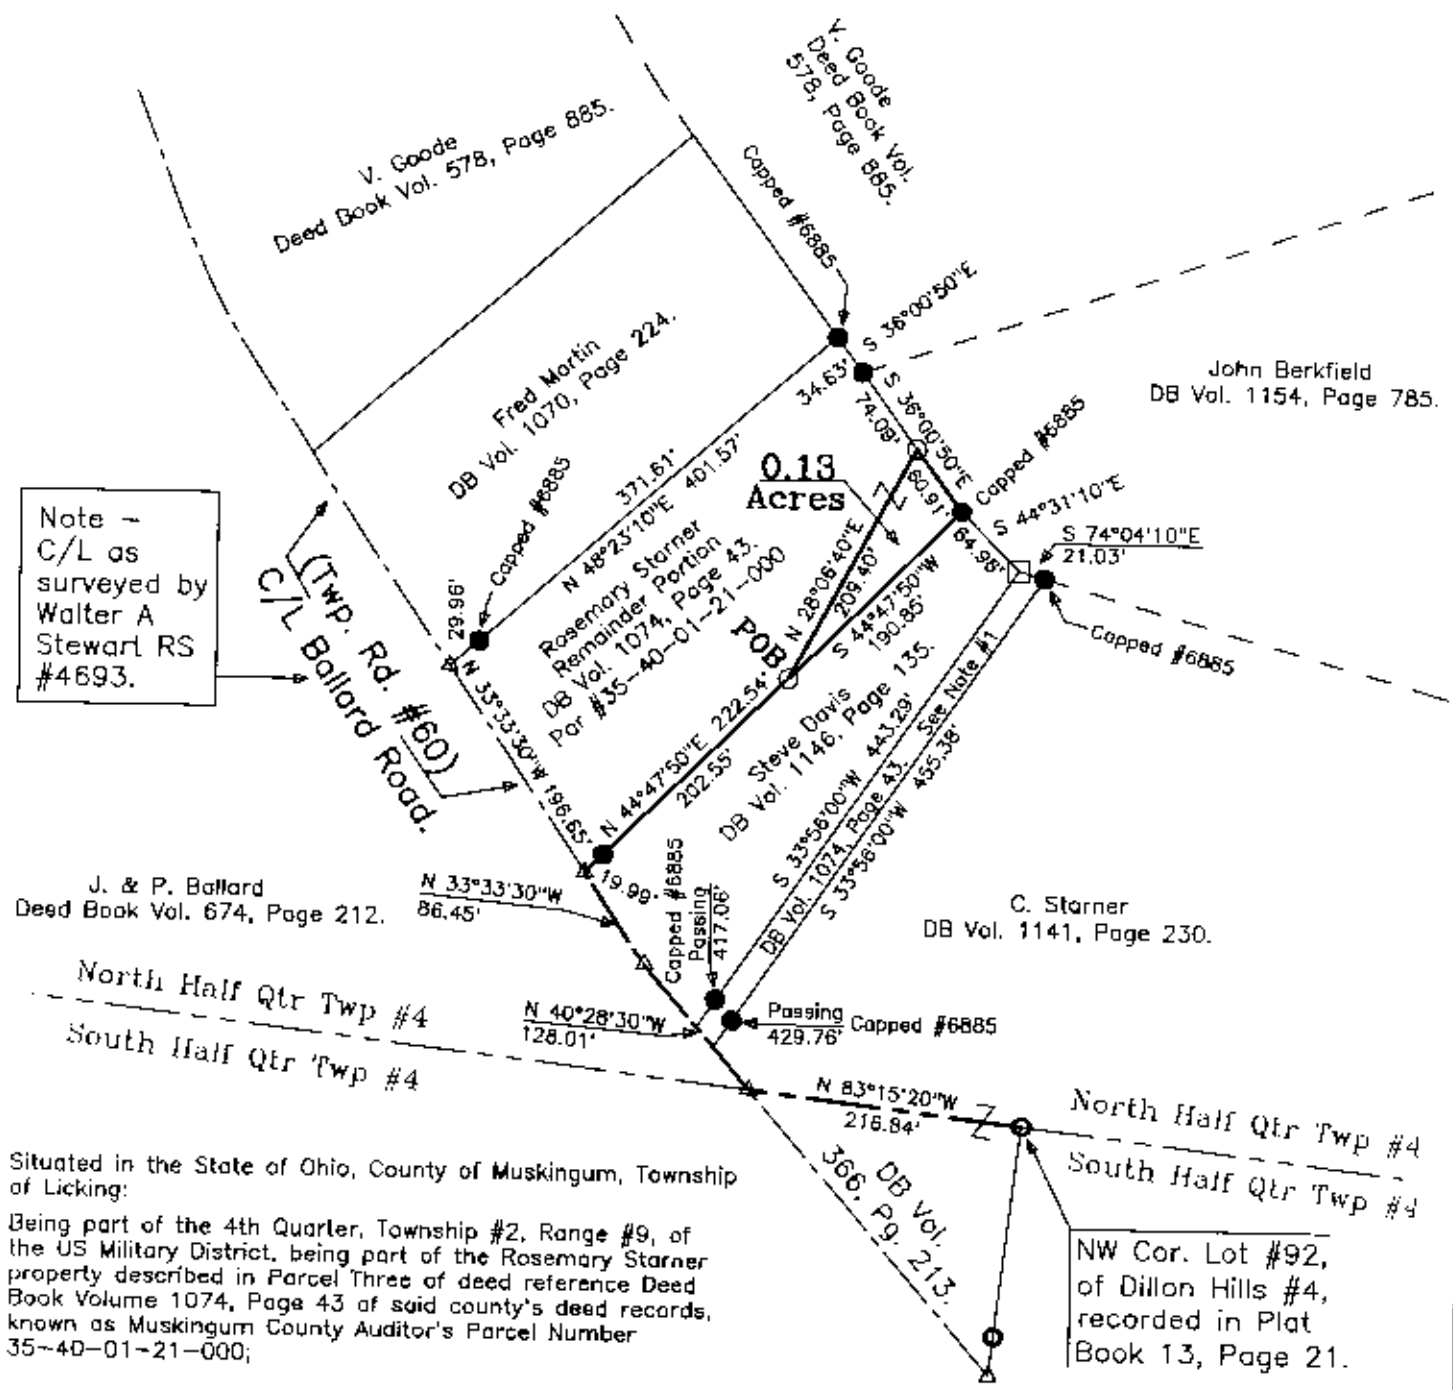 V. Goode
Deed Book Vol. 578, Page 885.
V. Goode
Deed Book Vol.
578, Page 885.
Capped #6885
S 36°00'50"E
34.63'
Fred Martin
DB Vol. 1070, Page 224.
John Berkfield
DB Vol. 1154, Page 785.
S 36°00'50"E
74.09'
60.91'
Capped #6885
S 44°31'10"E
64.98'
S 74°04'10"E
21.03'
Capped #6885
0.13
Acres
371.61'
N 48°23'10"E 401.57'
Capped #6885
29.96'
Note -
C/L as
surveyed by
Walter A
Stewart RS
#4693.
(Twp. Rd. #60)
C/L Ballard Road.
Rosemary Starner
Remainder Portion
DB Vol. 1074, Page 43.
Par #35-40-01-21-000
N 28°06'40"E
209.40'
S 44°47'50"W
190.85'
POB
N 33°33'30"W 196.65'
N 44°47'50"E 222.54'
202.55'
19.99'
Steve Davis
DB Vol. 1146, Page 135.
S 33°56'00"W 443.29'
DB Vol. 1074, Page 43. See Note #1
S 33°56'00"W 455.38'
J. & P. Ballard
Deed Book Vol. 674, Page 212.
N 33°33'30"W
86.45'
Capped #6885
Passing
417.06'
C. Starner
DB Vol. 1141, Page 230.
North Half Qtr Twp #4
South Half Qtr Twp #4
N 40°28'30"W
128.01'
Passing
429.76'
Capped #6885
N 83°15'20"W
216.84'
North Half Qtr Twp #4
South Half Qtr Twp #4
DB Vol.
366, Pg. 213.
NW Cor. Lot #92,
of Dillon Hills #4,
recorded in Plat
Book 13, Page 21.
Situated in the State of Ohio, County of Muskingum, Township
of Licking:
Being part of the 4th Quarter, Township #2, Range #9, of
the US Military District, being part of the Rosemary Starner
property described in Parcel Three of deed reference Deed
Book Volume 1074, Page 43 of said county's deed records,
known as Muskingum County Auditor's Parcel Number
35-40-01-21-000;